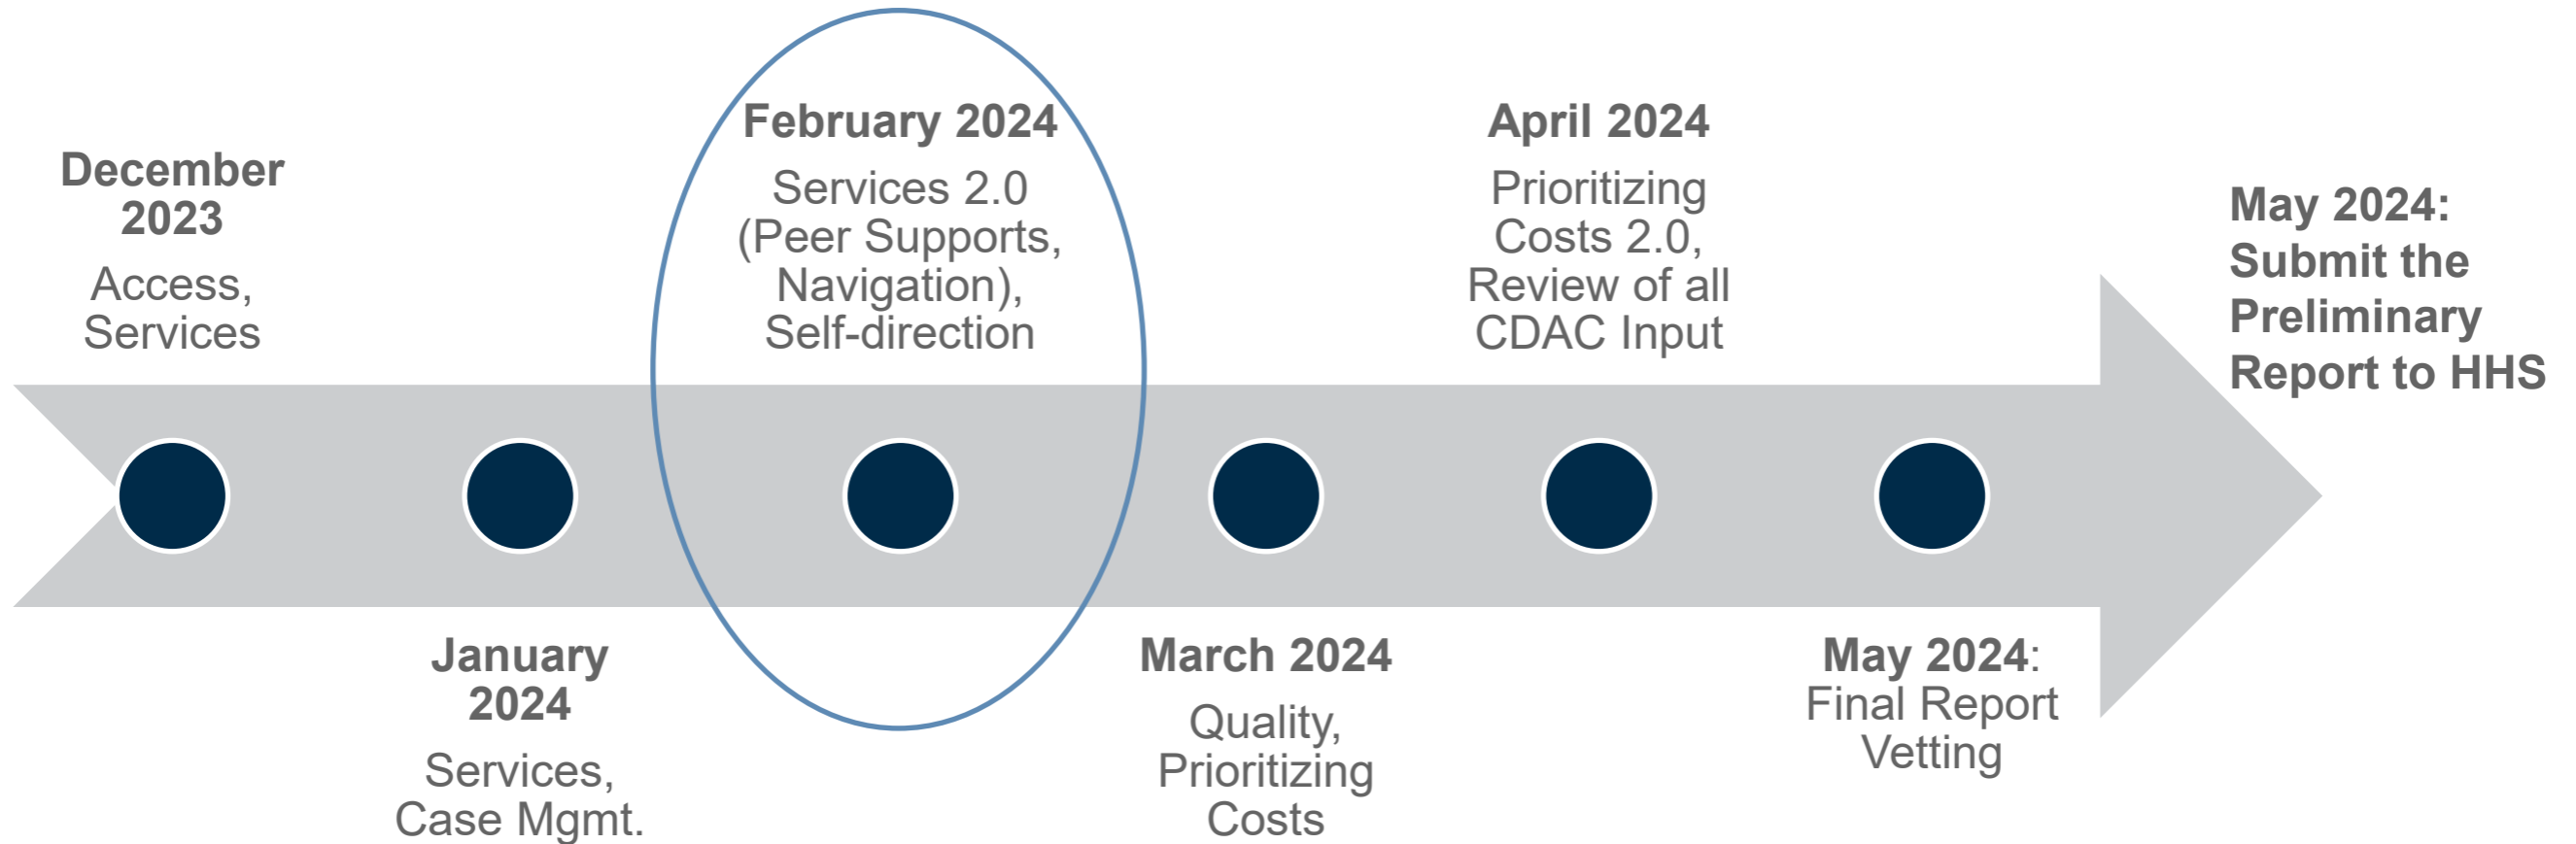 December
2023
Access,
Services
January
2024
Services,
Case Mgmt.
February 2024
Services 2.0
(Peer Supports,
Navigation),
Self-direction
March 2024
Quality,
Prioritizing
Costs
April 2024
Prioritizing
Costs 2.0,
Review of all
CDAC Input
May 2024:
Final Report
Vetting
May 2024:
Submit the
Preliminary
Report to HHS